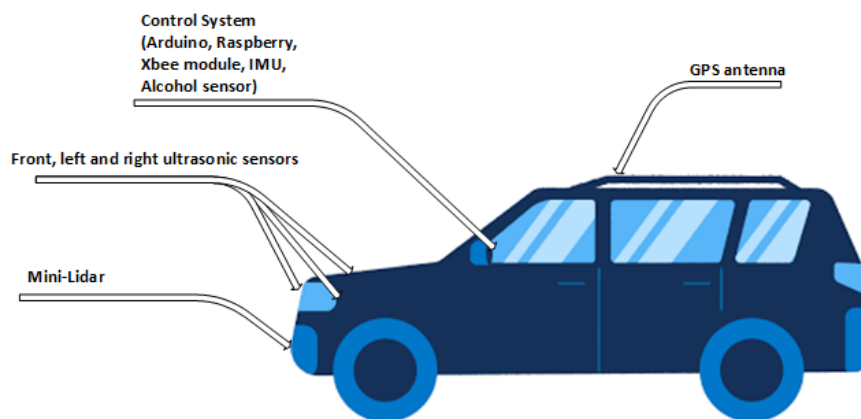 Control System
(Arduino, Raspberry,
Xbee module, IMU,
Alcohol sensor)
GPS antenna
Front, left and right ultrasonic sensors
Mini-Lidar